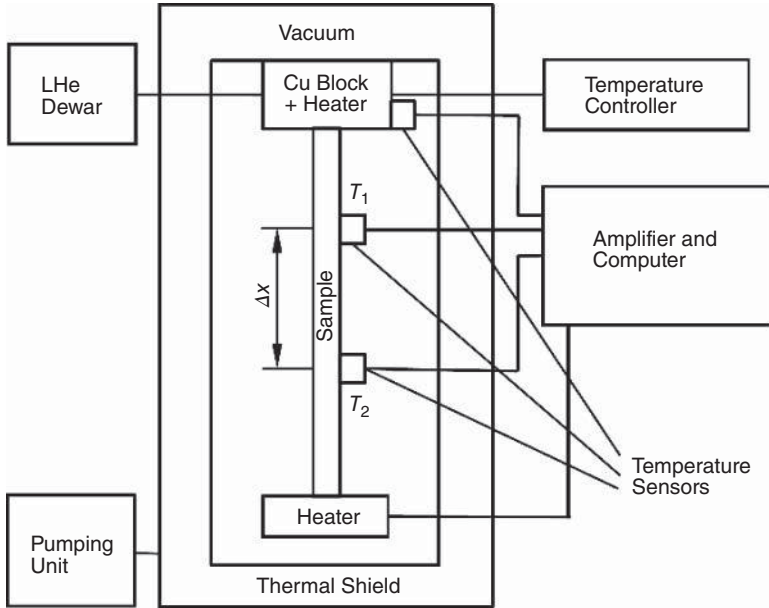 Vacuum
LHe
Dewar
Cu Block
+ Heater
Temperature
Controller
T1
Amplifier and
Computer
Δx
Sample
T2
Temperature
Sensors
Heater
Pumping
Unit
Thermal Shield